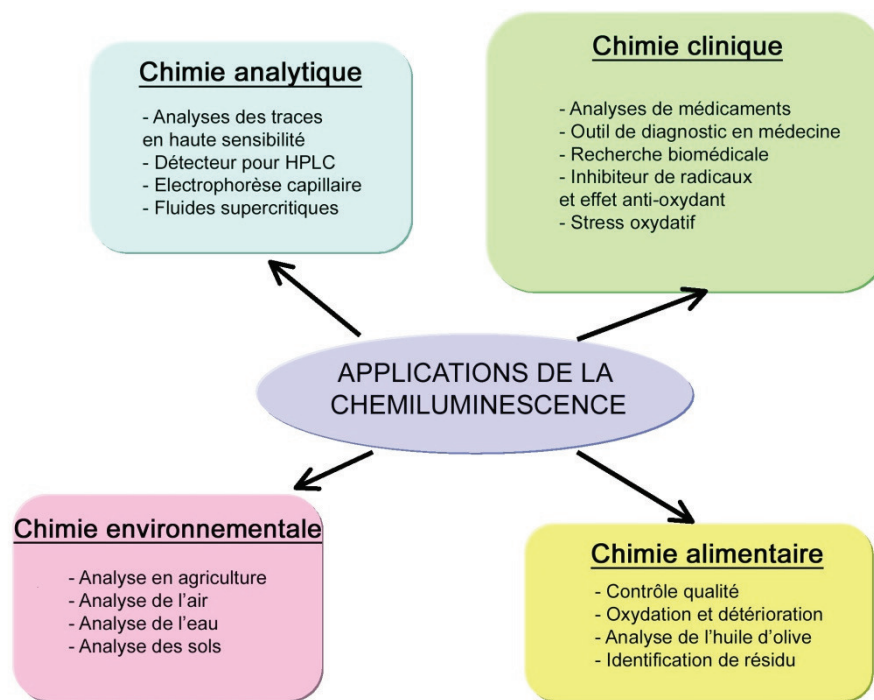 Chimie analytique
- Analyses des traces
en haute sensibilité
- Détecteur pour HPLC
- Electrophorèse capillaire
- Fluides supercritiques
Chimie clinique
- Analyses de médicaments
- Outil de diagnostic en médecine
- Recherche biomédicale
- Inhibiteur de radicaux
et effet anti-oxydant
- Stress oxydatif
APPLICATIONS DE LA
CHEMILUMINESCENCE
Chimie environnementale
- Analyse en agriculture
- Analyse de l'air
- Analyse de l'eau
- Analyse des sols
Chimie alimentaire
- Contrôle qualité
- Oxydation et détérioration
- Analyse de l'huile d'olive
- Identification de résidu